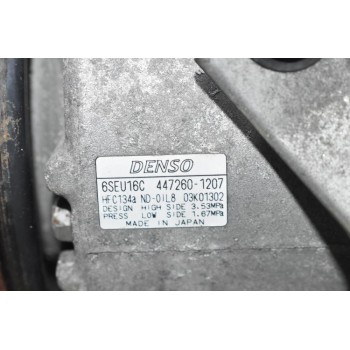 DENSO
6SEU16C 447260-1207
HFC134a ND-OIL8 03K01302
DESIGN HIGH SIDE 3.53MPa
PRESS LOW SIDE 1.67MPa
MADE IN JAPAN